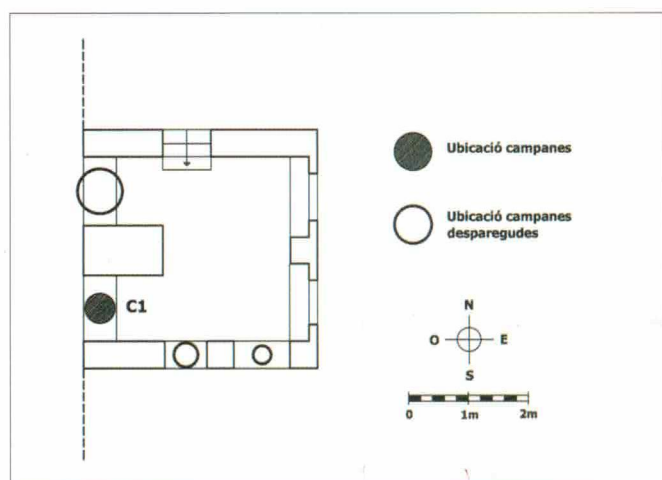 Ubicació campanes
Ubicació campanes
desparegudes
C1
N
O E
S
0 1m 2m